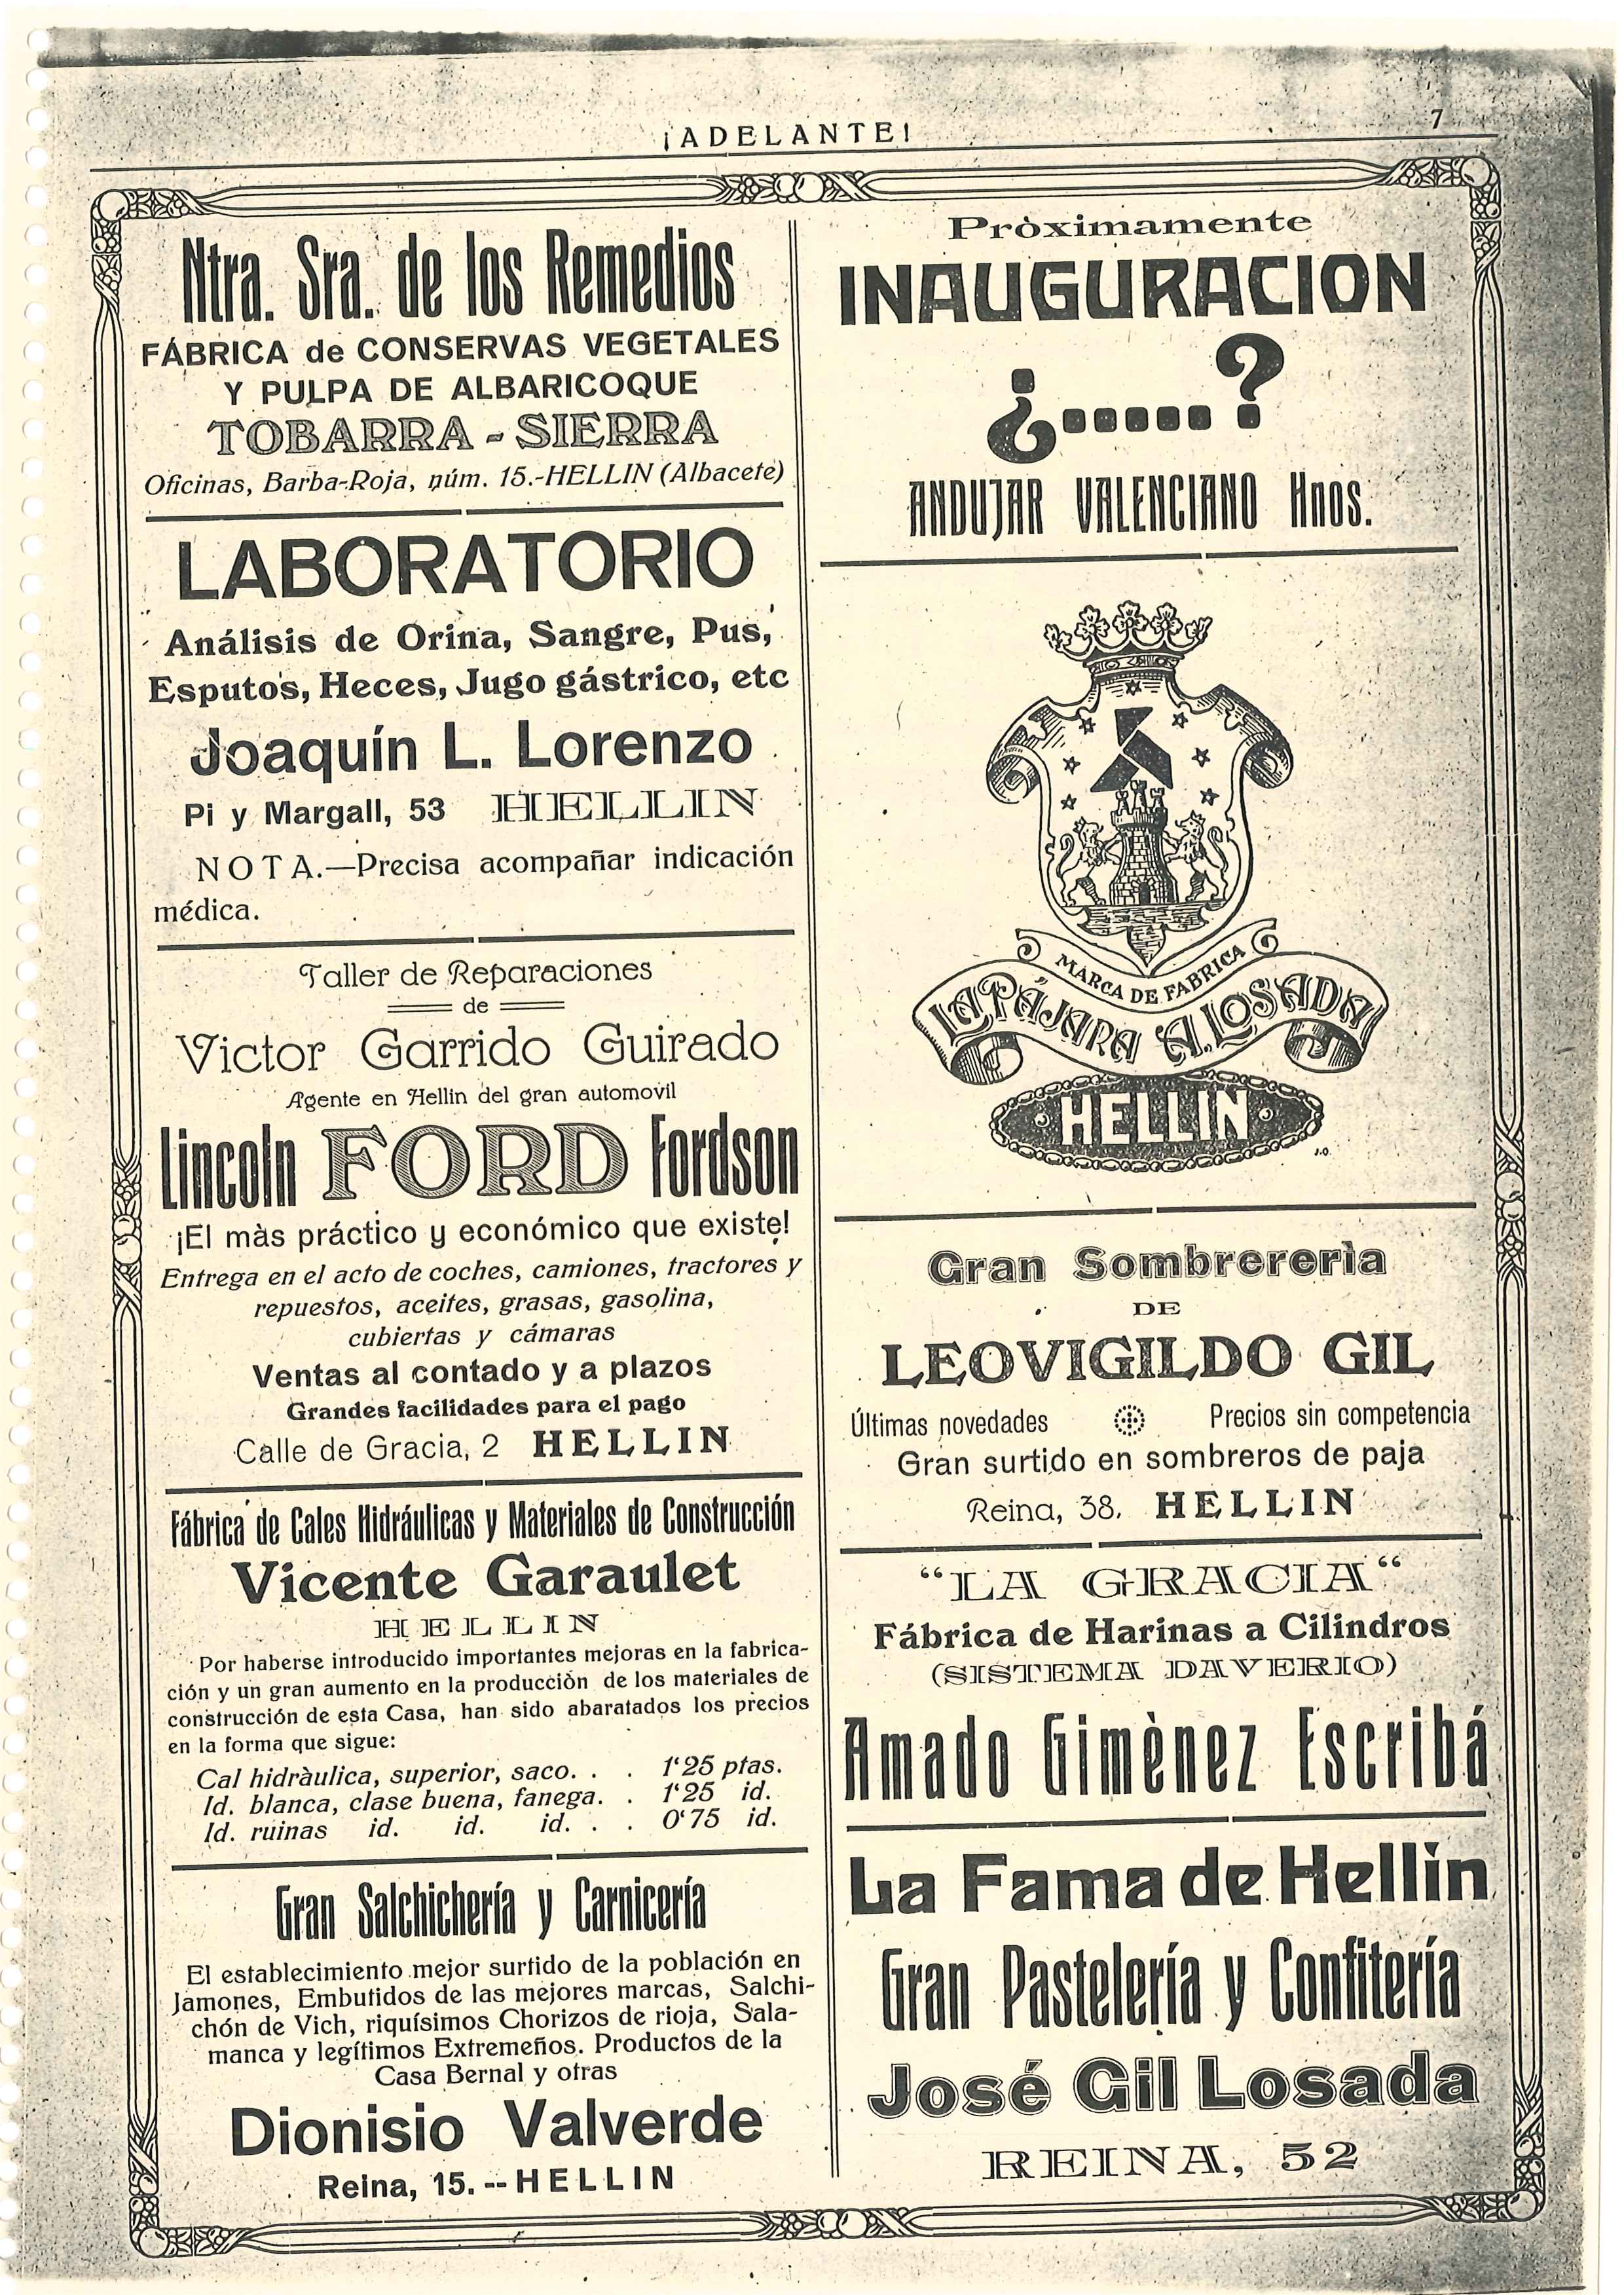 ¡ADELANTE!
7
Ntra. Sra. de los Remedios
FÁBRICA de CONSERVAS VEGETALES
Y PULPA DE ALBARICOQUE
TOBARRA - SIERRA
Oficinas, Barba-Roja, núm. 15.-HELLIN (Albacete)
LABORATORIO
Análisis de Orina, Sangre, Pus,
Esputos, Heces, Jugo gástrico, etc
Joaquín L. Lorenzo
Pi y Margall, 53 HELLIN
NOTA.—Precisa acompañar indicación
médica.
Taller de Reparaciones
de
Victor Garrido Guirado
Agente en Hellin del gran automovil
Lincoln FORD Fordson
¡El màs práctico y económico que existe!
Entrega en el acto de coches, camiones, tractores y
repuestos, aceites, grasas, gasolina,
cubiertas y cámaras
Ventas al contado y a plazos
Grandes facilidades para el pago
Calle de Gracia, 2 HELLIN
Fábrica de Cales Hidráulicas y Materiales de Construcción
Vicente Garaulet
HELLIN
Por haberse introducido importantes mejoras en la fabrica-
ción y un gran aumento en la producciòn de los materiales de
construcción de esta Casa, han sido abaratados los precios
en la forma que sigue:
Cal hidràulica, superior, saco. . . 1‘25 ptas.
Id. blanca, clase buena, fanega. . 1‘25 id.
Id. ruinas id. id. id. . . 0‘75 id.
Gran Salchichería y Carnicería
El establecimiento mejor surtido de la población en
Jamones, Embutidos de las mejores marcas, Salchi-
chón de Vich, riquísimos Chorizos de rioja, Sala-
manca y legítimos Extremeños. Productos de la
Casa Bernal y otras
Dionisio Valverde
Reina, 15.--HELLIN
Pròximamente
INAUGURACION
¿......?
ANDUJAR VALENCIANO Hnos.
MARCA DE FABRICA
LA PÁJARA A. LOSADA
HELLIN
J.O.
Gran Sombrererìa
DE
LEOVIGILDO GIL
Últimas novedades Precios sin competencia
Gran surtido en sombreros de paja
Reina, 38. HELLIN
“LA GRACIA“
Fábrica de Harinas a Cilindros
(SISTEMA DAVERIO)
Amado Gimènez Escribá
La Fama de Hellin
Gran Pastelería y Confitería
José Gil Losada
REINA, 52